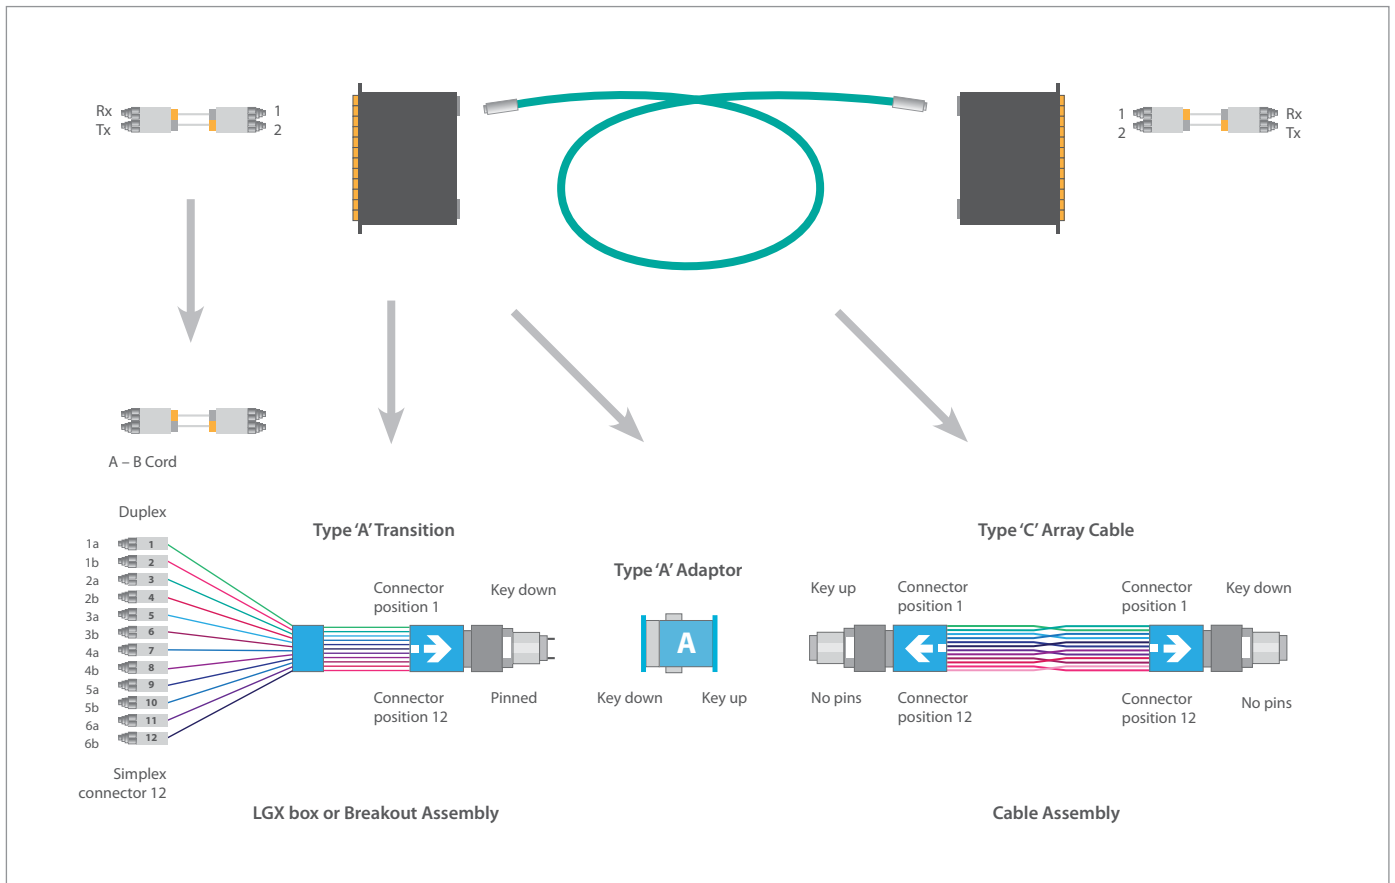 Rx
Tx
1
2
1
2
Rx
Tx
A – B Cord
Duplex
1a
1b
2a
2b
3a
3b
4a
4b
5a
5b
6a
6b
1
2
3
4
5
6
7
8
9
10
11
12
Simplex
connector 12
Type ‘A’ Transition
Connector
position 1
Key down
Connector
position 12
Pinned
LGX box or Breakout Assembly
Type ‘A’ Adaptor
A
Key down
Key up
Type ‘C’ Array Cable
Key up
Connector
position 1
Connector
position 1
Key down
No pins
Connector
position 12
Connector
position 12
No pins
Cable Assembly